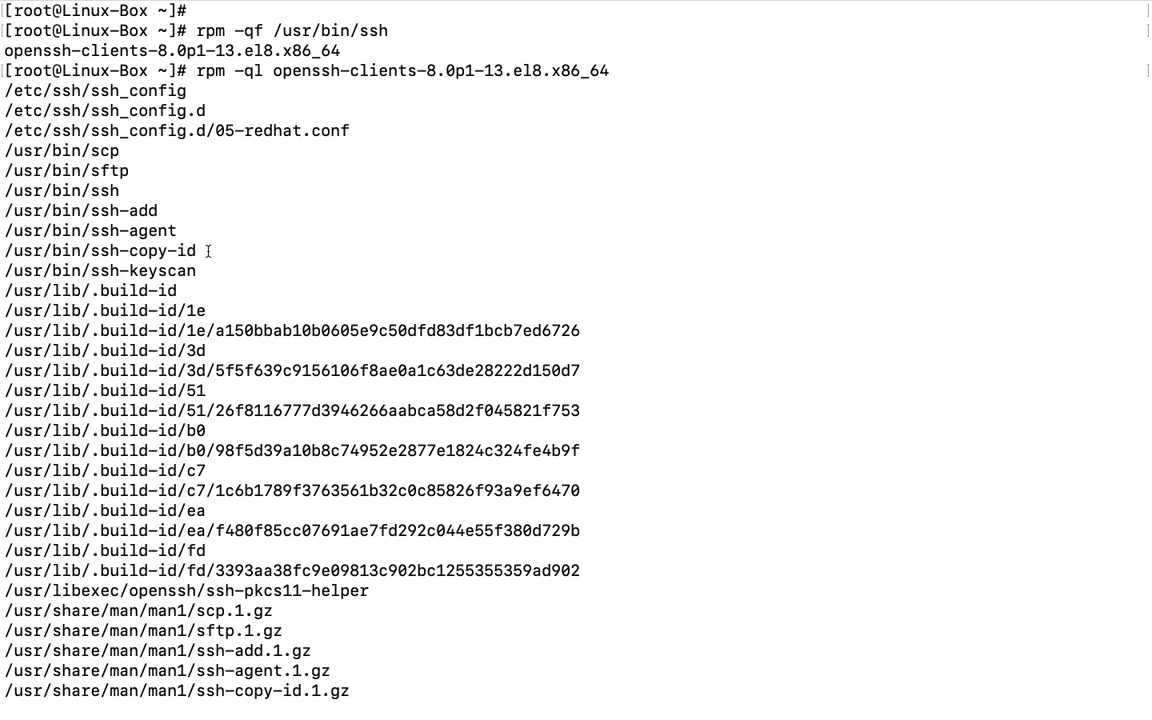 [root@Linux-Box ~]#
[root@Linux-Box ~]# rpm -qf /usr/bin/ssh
openssh-clients-8.0p1-13.el8.x86_64
[root@Linux-Box ~]# rpm -ql openssh-clients-8.0p1-13.el8.x86_64
/etc/ssh/ssh_config
/etc/ssh/ssh_config.d
/etc/ssh/ssh_config.d/05-redhat.conf
/usr/bin/scp
/usr/bin/sftp
/usr/bin/ssh
/usr/bin/ssh-add
/usr/bin/ssh-agent
/usr/bin/ssh-copy-id
/usr/bin/ssh-keyscan
/usr/lib/.build-id
/usr/lib/.build-id/1e
/usr/lib/.build-id/1e/a150bbab10b0605e9c50dfd83df1bcb7ed6726
/usr/lib/.build-id/3d
/usr/lib/.build-id/3d/5f5f639c9156106f8ae0a1c63de28222d150d7
/usr/lib/.build-id/51
/usr/lib/.build-id/51/26f8116777d3946266aabca58d2f045821f753
/usr/lib/.build-id/b0
/usr/lib/.build-id/b0/98f5d39a10b8c74952e2877e1824c324fe4b9f
/usr/lib/.build-id/c7
/usr/lib/.build-id/c7/1c6b1789f3763561b32c0c85826f93a9ef6470
/usr/lib/.build-id/ea
/usr/lib/.build-id/ea/f480f85cc07691ae7fd292c044e55f380d729b
/usr/lib/.build-id/fd
/usr/lib/.build-id/fd/3393aa38fc9e09813c902bc1255355359ad902
/usr/libexec/openssh/ssh-pkcs11-helper
/usr/share/man/man1/scp.1.gz
/usr/share/man/man1/sftp.1.gz
/usr/share/man/man1/ssh-add.1.gz
/usr/share/man/man1/ssh-agent.1.gz
/usr/share/man/man1/ssh-copy-id.1.gz